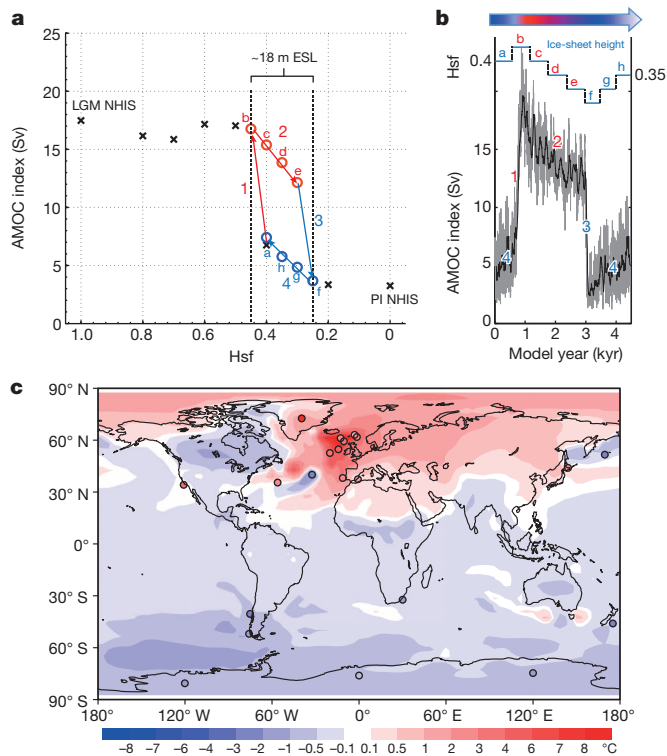 a
~18 m ESL
AMOC index (Sv)
25
20
15
10
5
0
LGM NHIS
PI NHIS
b
c
d
e
a
h
g
f
1
2
3
4
1.0 0.8 0.6 0.4 0.2 0
Hsf
b
Ice-sheet height
Hsf
0.4
0.35
a
b
c
d
e
f
g
h
AMOC index (Sv)
20
15
10
5
0
4
1
2
3
4
0 1 2 3 4
Model year (kyr)
c
90° N
60° N
30° N
0°
30° S
60° S
90° S
180° 120° W 60° W 0° 60° E 120° E 180°
−8 −7 −6 −4 −2 −1 −0.5 −0.1 0.1 0.5 1 2 4 6 7 8 °C